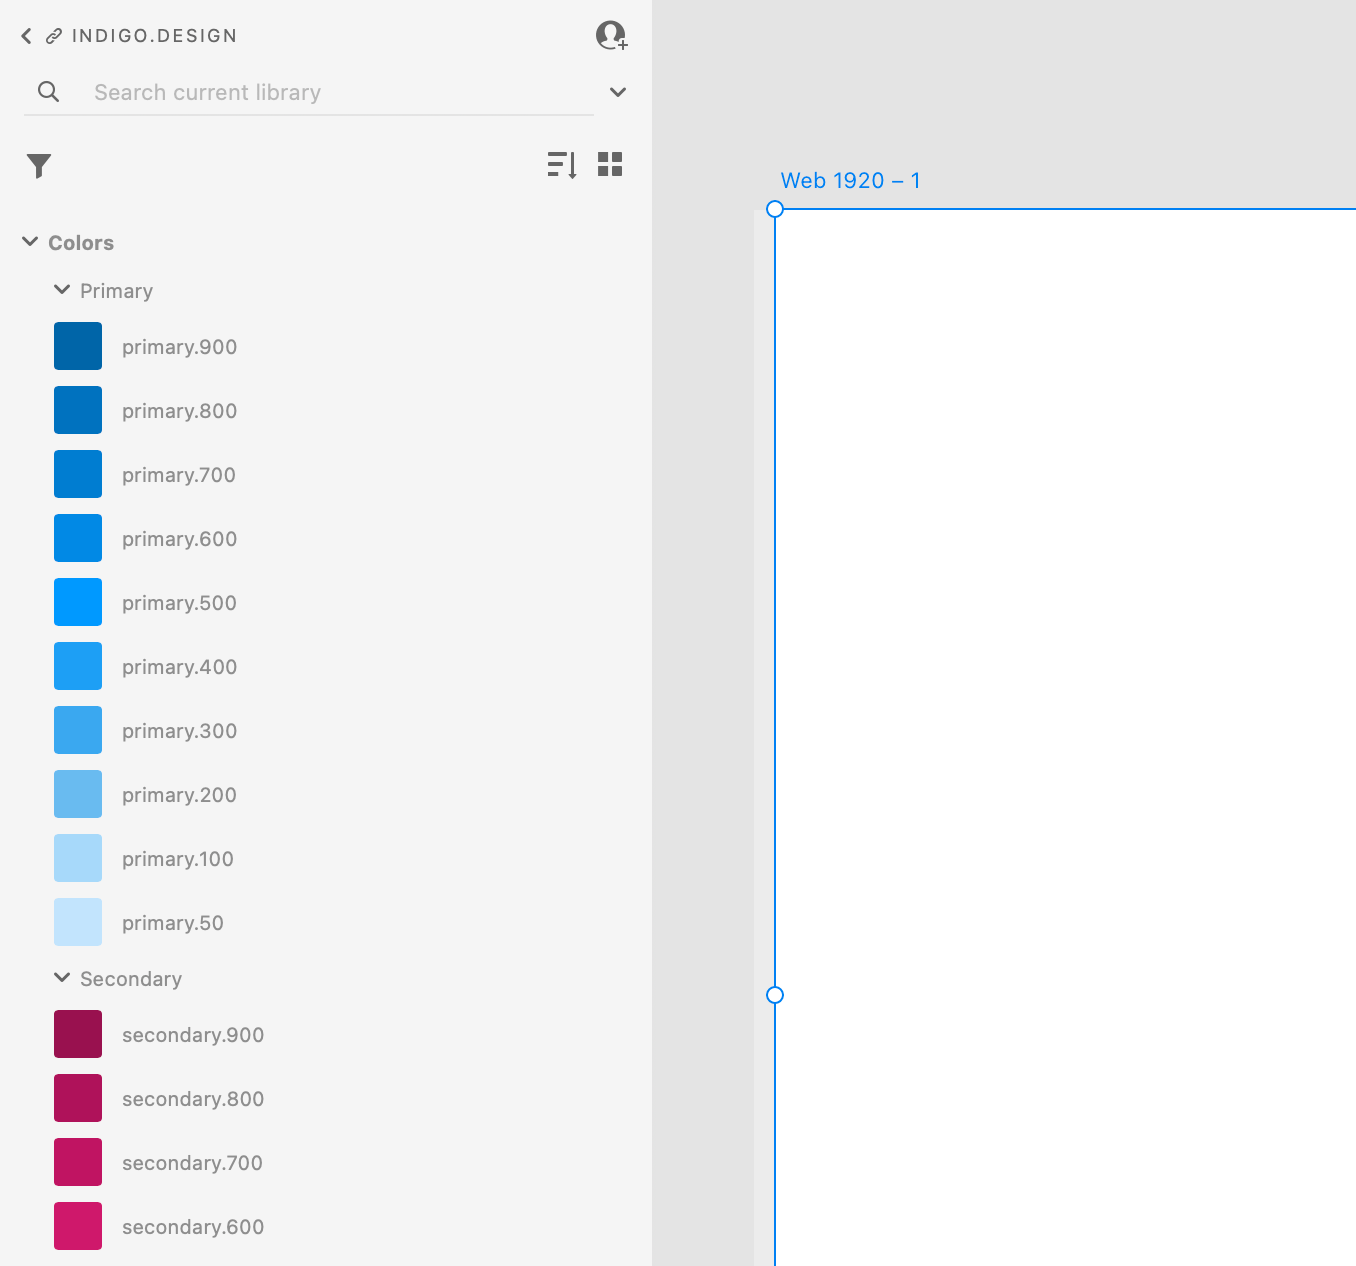 INDIGO.DESIGN
Search current library
Web 1920 – 1
Colors
Primary
primary.900
primary.800
primary.700
primary.600
primary.500
primary.400
primary.300
primary.200
primary.100
primary.50
Secondary
secondary.900
secondary.800
secondary.700
secondary.600